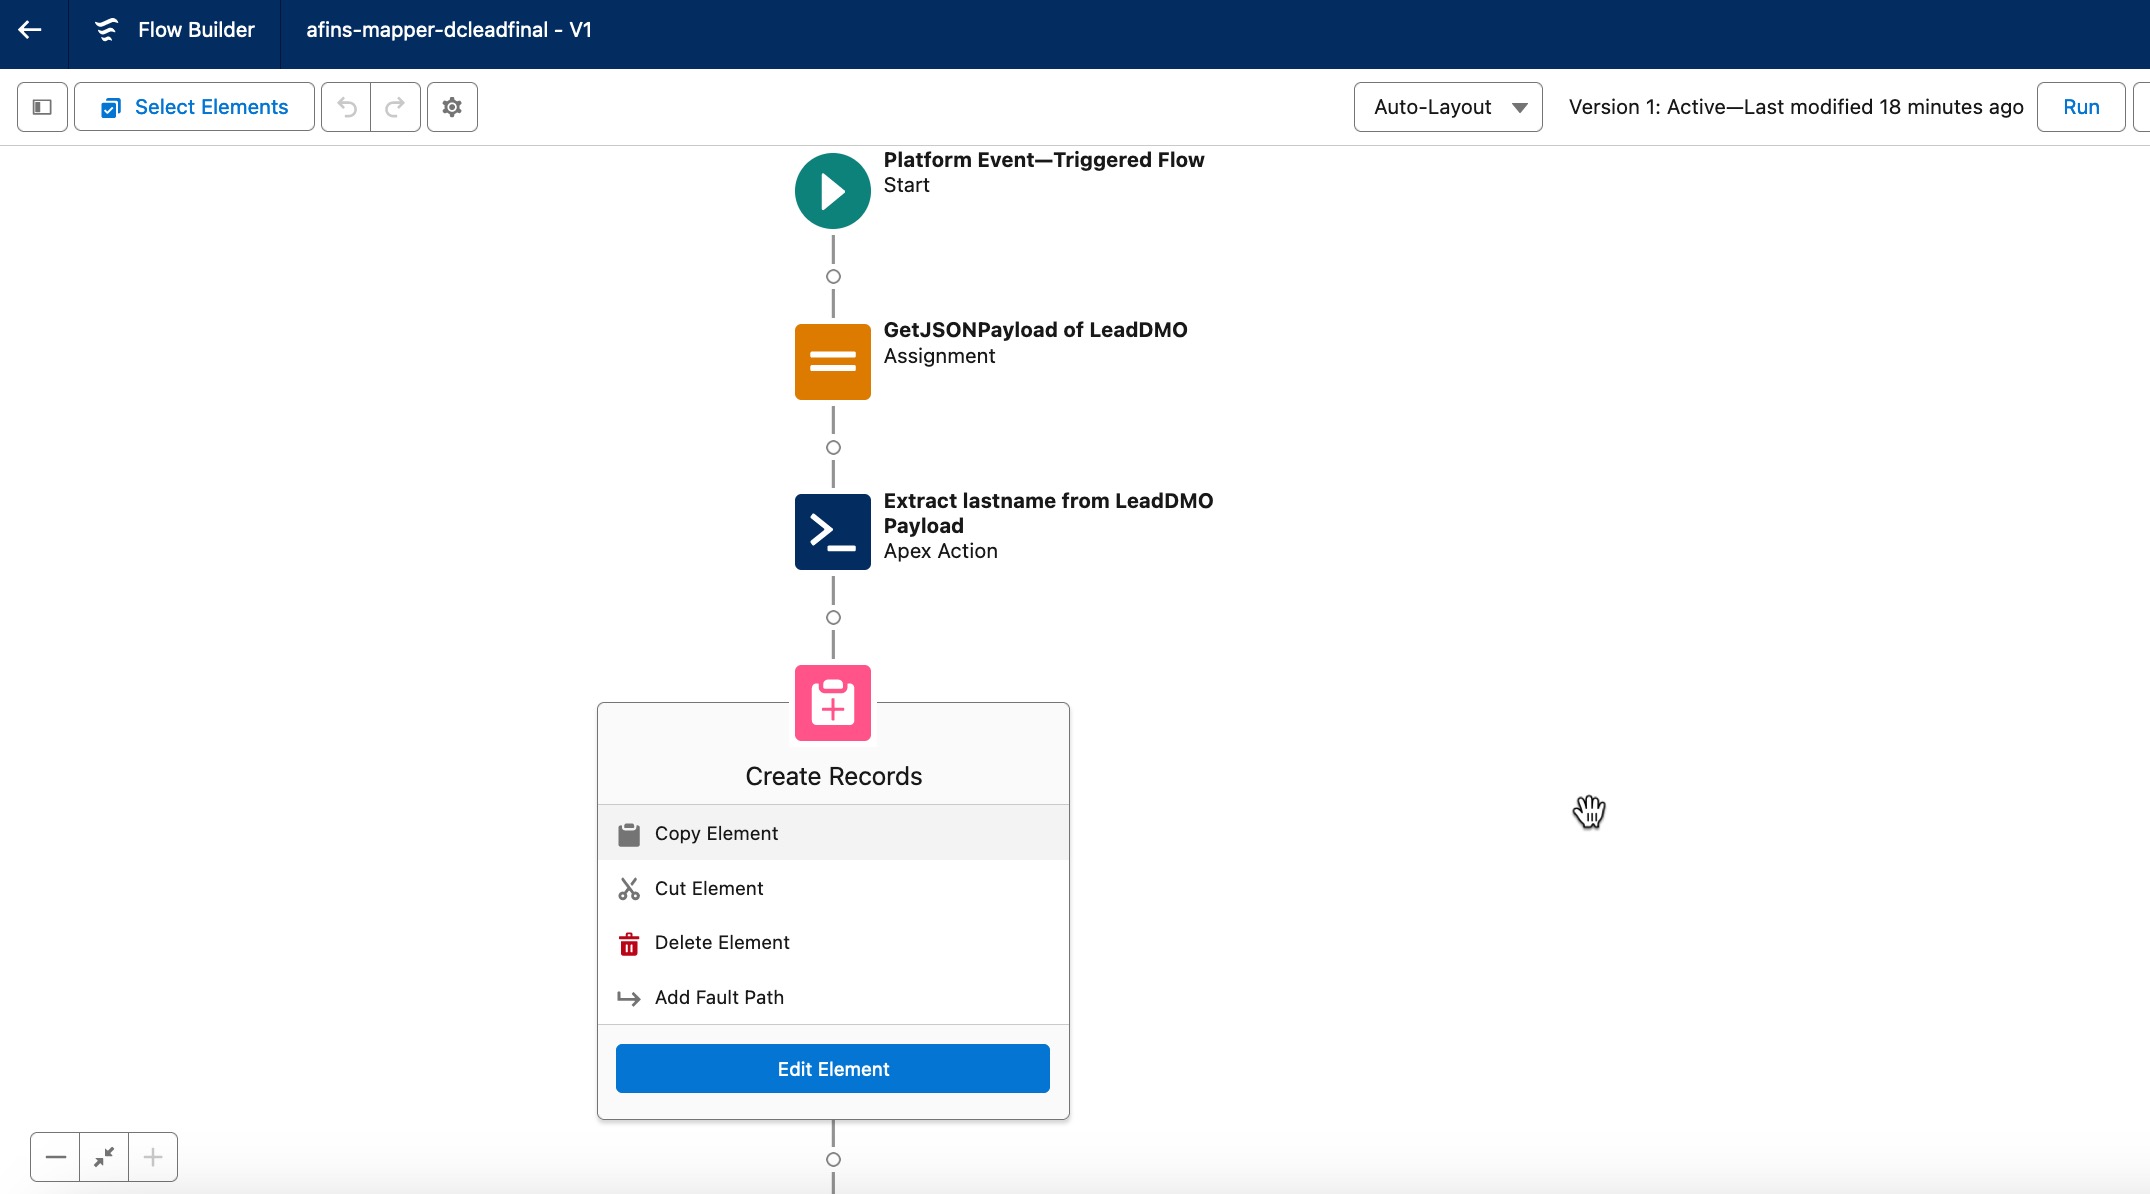 Flow Builder
afins-mapper-dcleadfinal - V1
Select Elements
Auto-Layout
Version 1: Active—Last modified 18 minutes ago
Run
Platform Event—Triggered Flow
Start
GetJSONPayload of LeadDMO
Assignment
Extract lastname from LeadDMO
Payload
Apex Action
Create Records
Copy Element
Cut Element
Delete Element
Add Fault Path
Edit Element